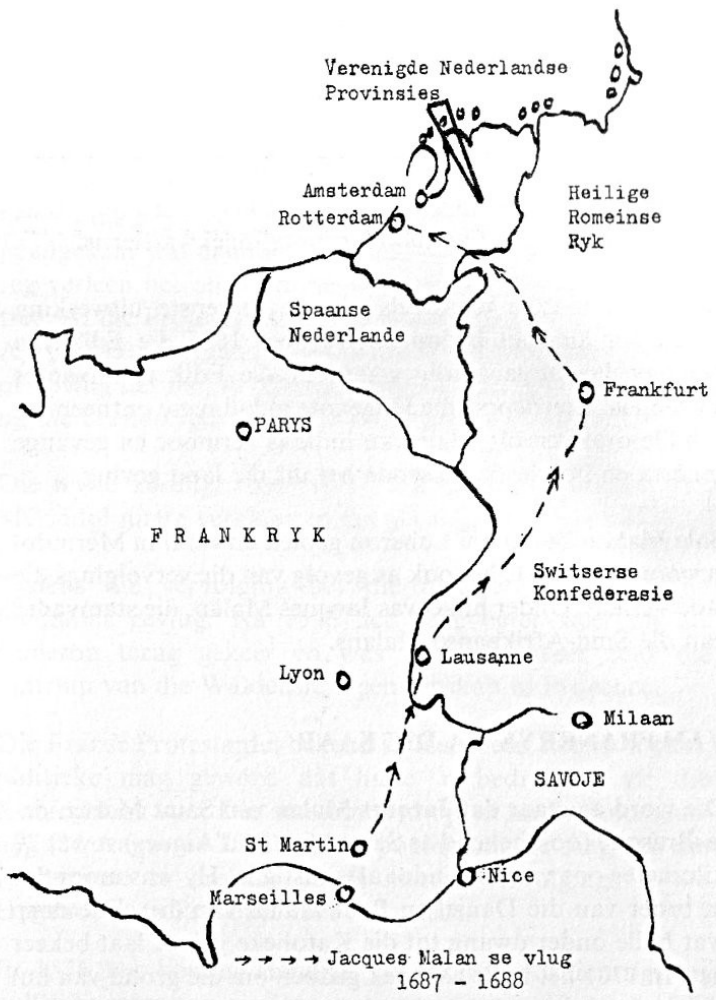 Verenigde Nederlandse
Provinsies
Amsterdam
Rotterdam
Heilige
Romeinse
Ryk
Spaanse
Nederlande
Frankfurt
PARYS
FRANKRYK
Switserse
Konfederasie
Lausanne
Lyon
Milaan
SAVOJE
St Martin
Nice
Marseilles
Jacques Malan se vlug
1687 - 1688